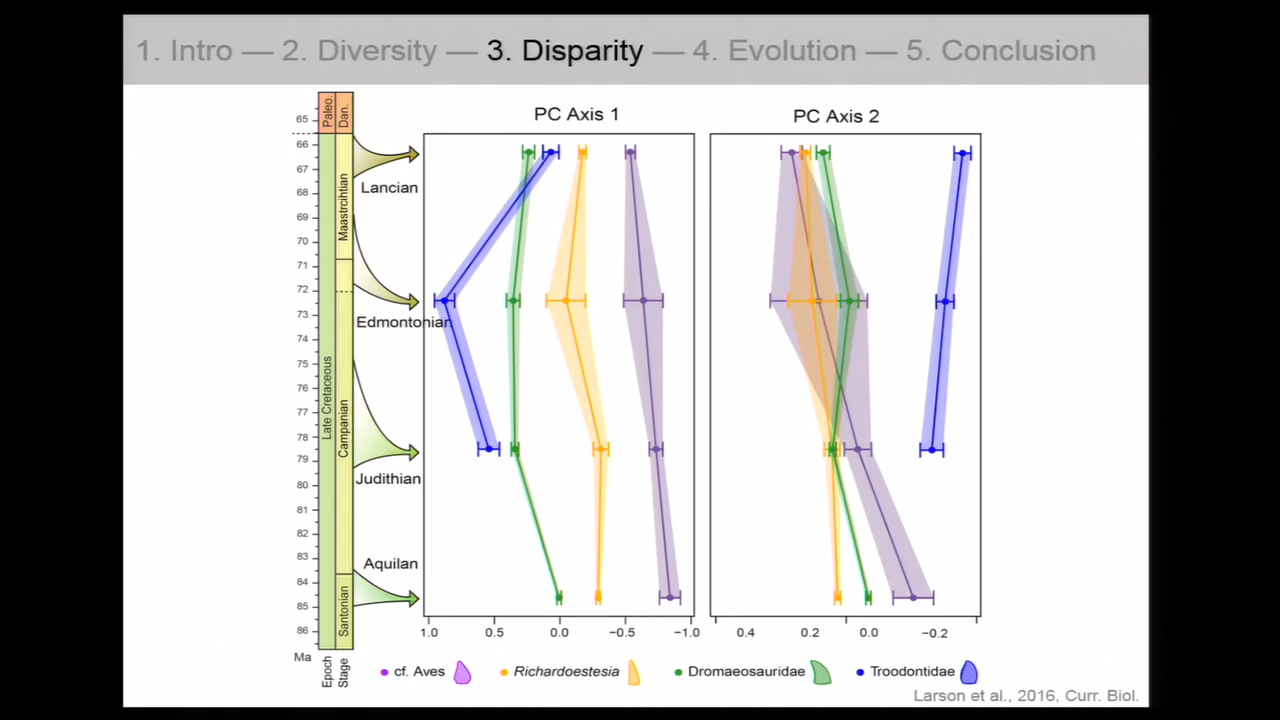 1. Intro — 2. Diversity — 3. Disparity — 4. Evolution — 5. Conclusion
PC Axis 1
PC Axis 2
Paleo.
Dan.
Late Cretaceous
Maastrcihtian
Campanian
Santonian
65
66
67
68
69
70
71
72
73
74
75
76
77
78
79
80
81
82
83
84
85
86
Ma
Epoch
Stage
Lancian
Edmontonian
Judithian
Aquilan
1.0 0.5 0.0 −0.5 −1.0
0.4 0.2 0.0 −0.2
cf. Aves Richardoestesia Dromaeosauridae Troodontidae
Larson et al., 2016, Curr. Biol.